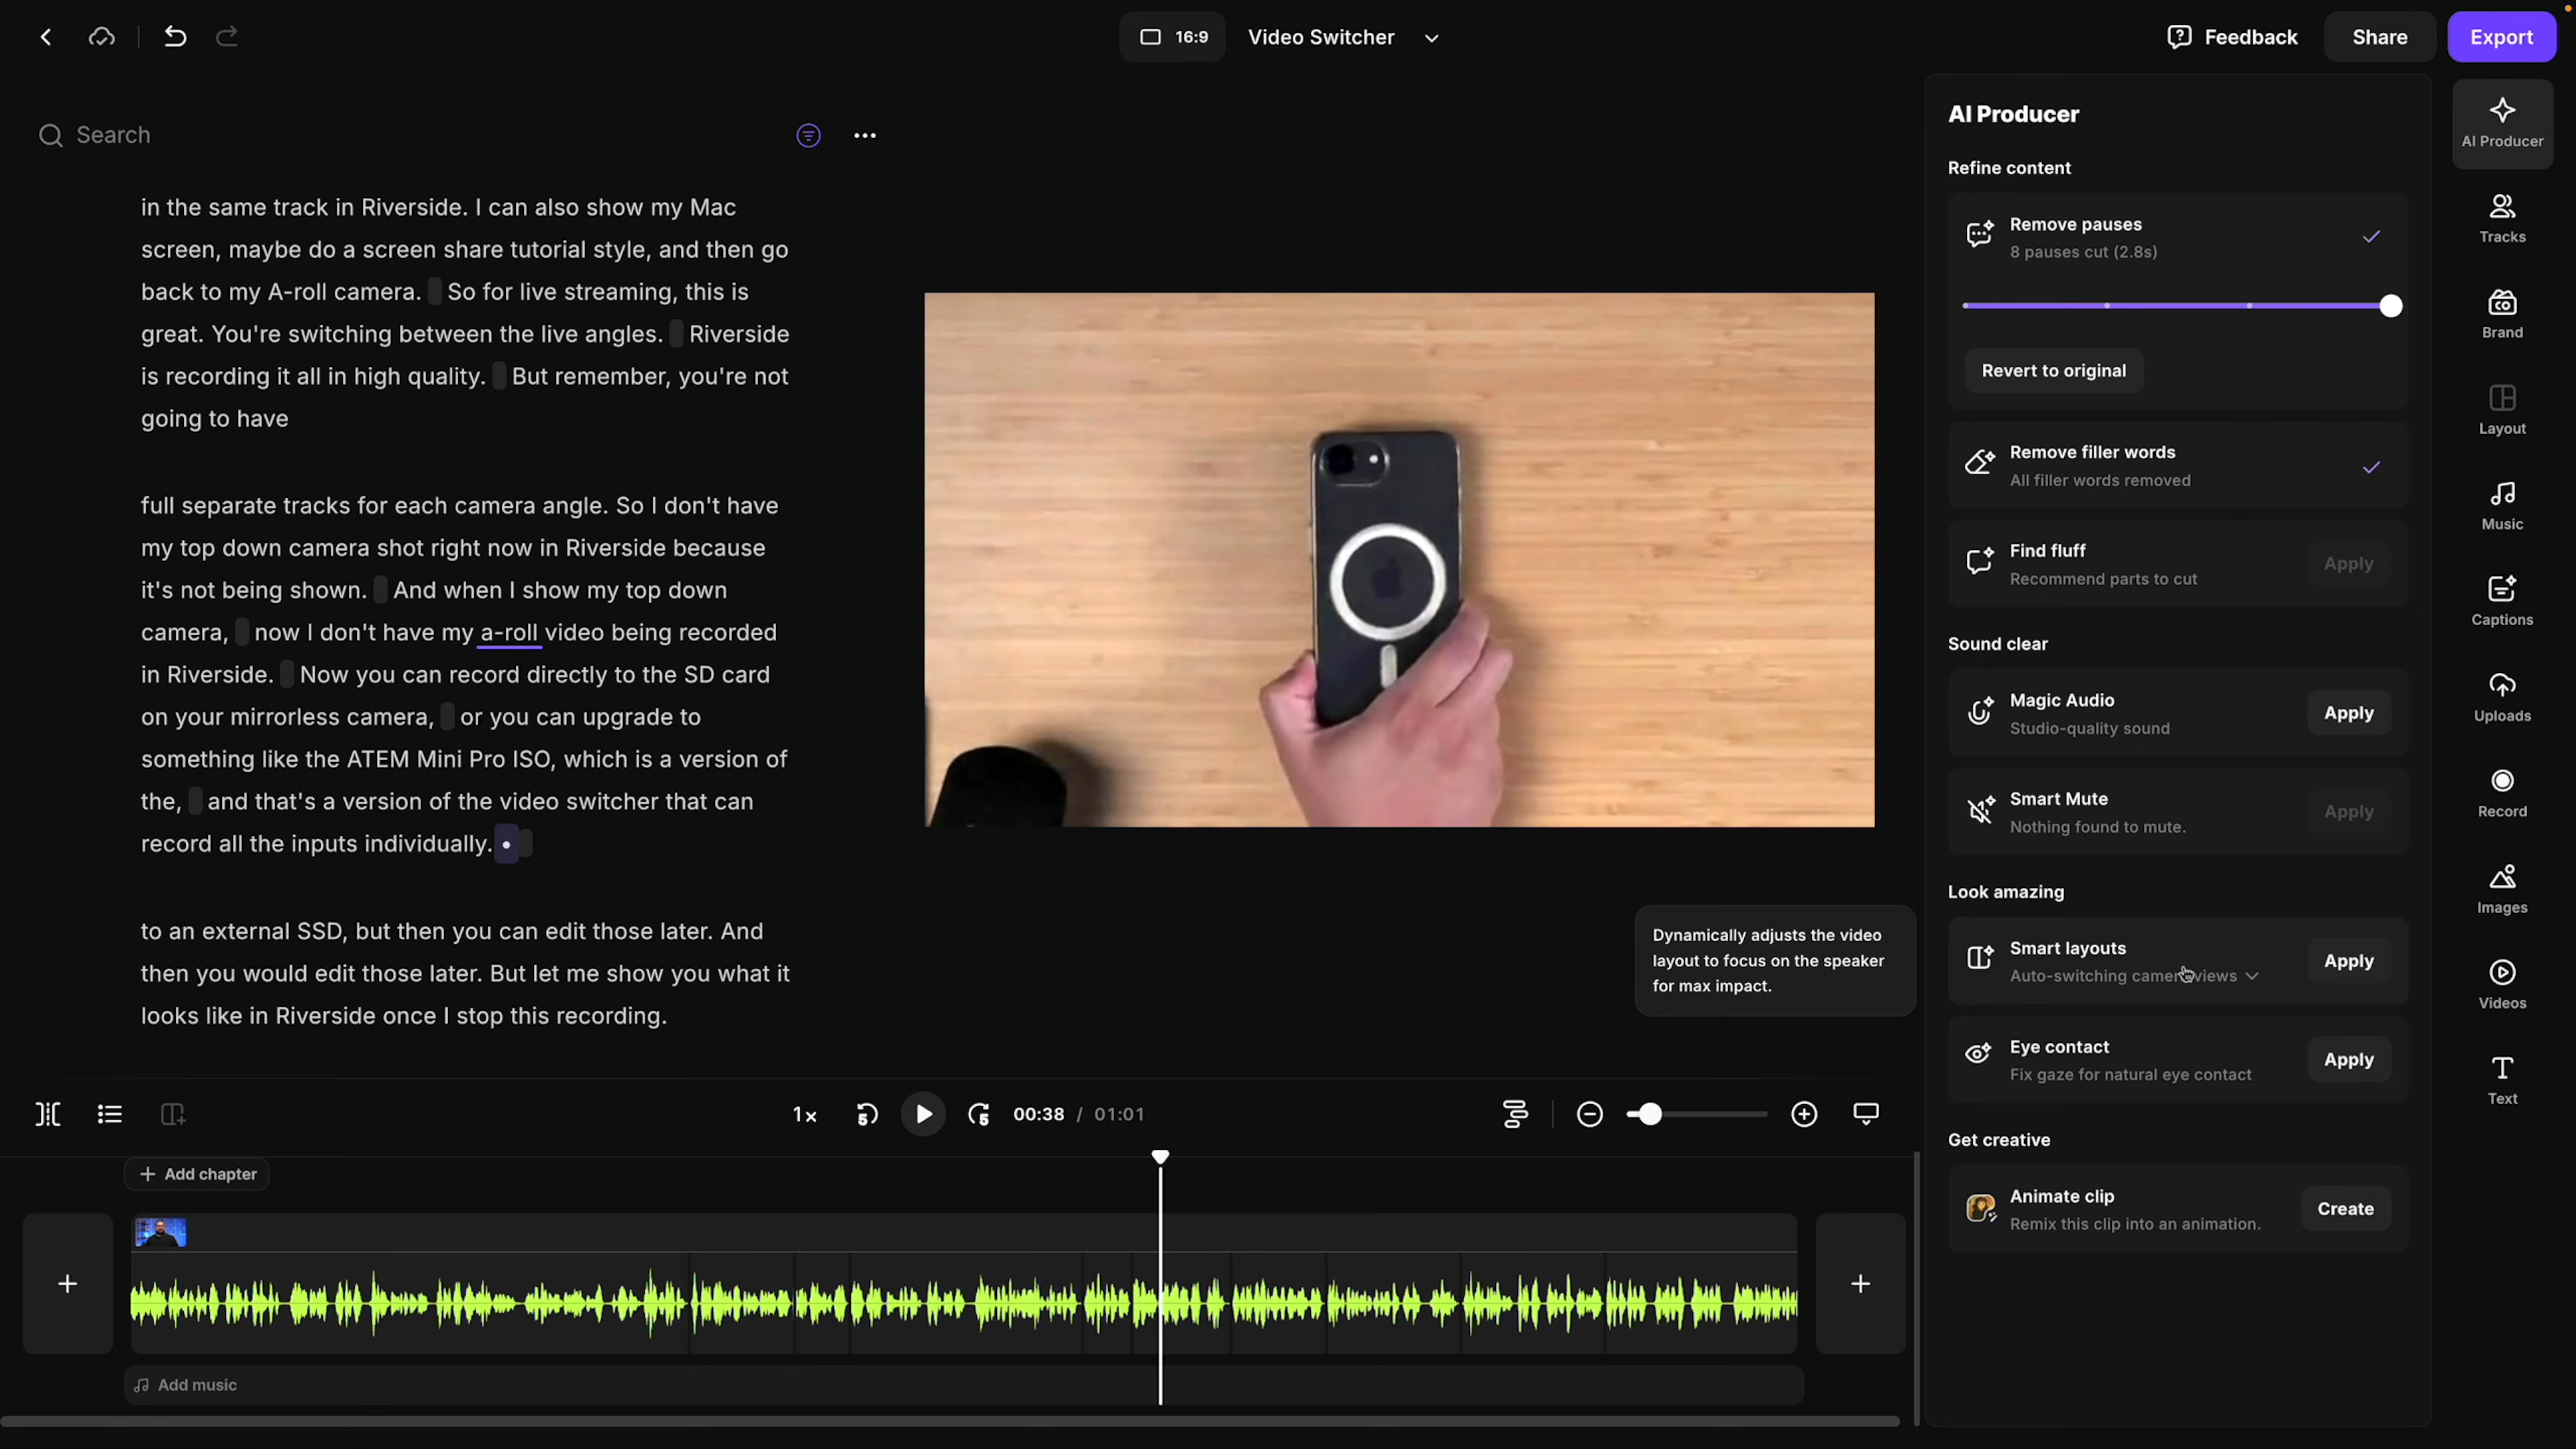 16:9
Video Switcher
Feedback
Share
Export
Search
in the same track in Riverside. I can also show my Mac
screen, maybe do a screen share tutorial style, and then go
back to my A-roll camera. So for live streaming, this is
great. You're switching between the live angles. Riverside
is recording it all in high quality. But remember, you're not
going to have
full separate tracks for each camera angle. So I don't have
my top down camera shot right now in Riverside because
it's not being shown. And when I show my top down
camera, now I don't have my a-roll video being recorded
in Riverside. Now you can record directly to the SD card
on your mirrorless camera, or you can upgrade to
something like the ATEM Mini Pro ISO, which is a version of
the, and that's a version of the video switcher that can
record all the inputs individually.
to an external SSD, but then you can edit those later. And
then you would edit those later. But let me show you what it
looks like in Riverside once I stop this recording.
Dynamically adjusts the video
layout to focus on the speaker
for max impact.
AI Producer
Refine content
Remove pauses
8 pauses cut (2.8s)
Revert to original
Remove filler words
All filler words removed
Find fluff
Recommend parts to cut
Apply
Sound clear
Magic Audio
Studio-quality sound
Apply
Smart Mute
Nothing found to mute.
Apply
Look amazing
Smart layouts
Auto-switching camera views
Apply
Eye contact
Fix gaze for natural eye contact
Apply
Get creative
Animate clip
Remix this clip into an animation.
Create
AI Producer
Tracks
Brand
Layout
Music
Captions
Uploads
Record
Images
Videos
Text
1x
5
5
00:38 / 01:01
+ Add chapter
Add music